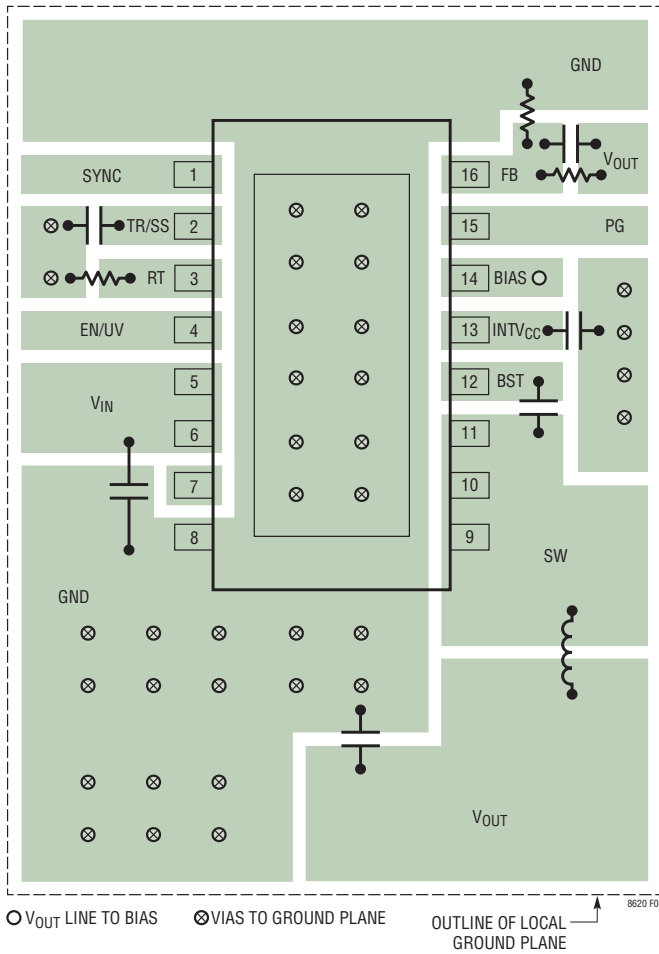 GND
VOUT
SYNC 1 16 FB
TR/SS 2 15 PG
RT 3 14 BIAS
EN/UV 4 13 INTVCC
5 12 BST
VIN
6 11
7 10
8 9
SW
GND
VOUT
VOUT LINE TO BIAS VIAS TO GROUND PLANE
OUTLINE OF LOCAL
GROUND PLANE
8620 F0